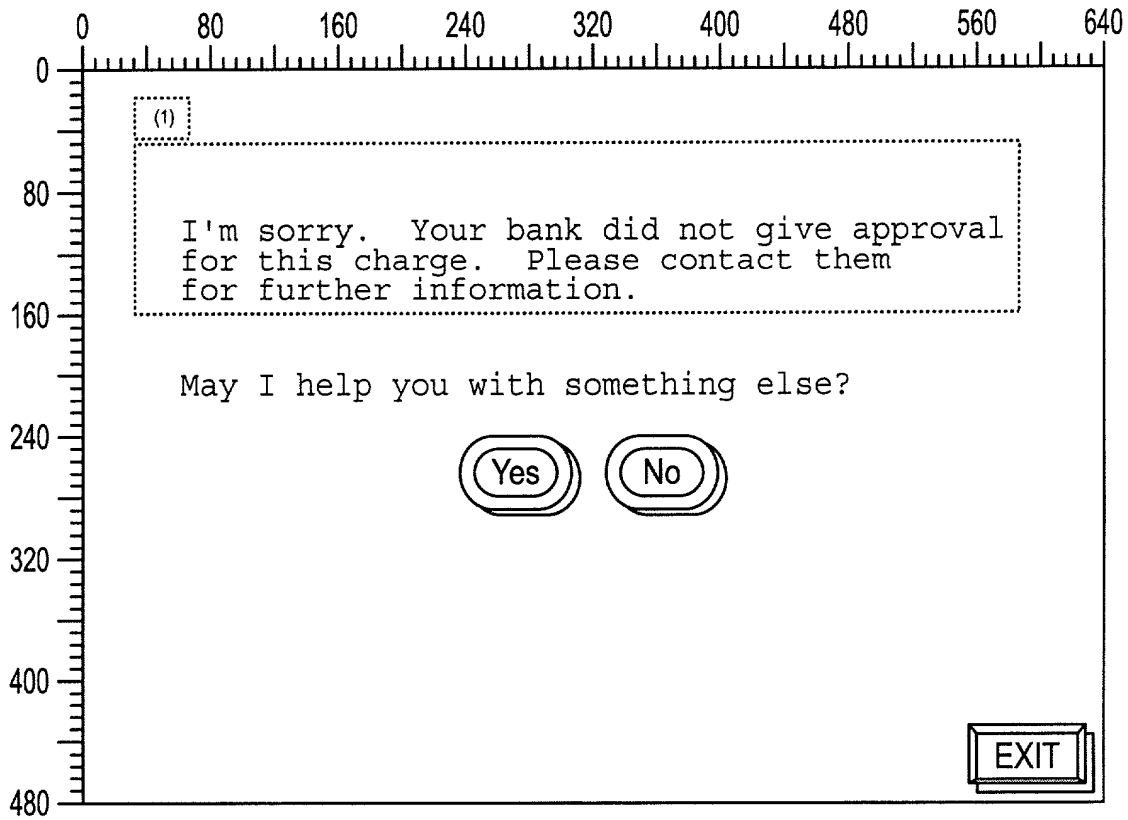 0 80 160 240 320 400 480 560 640
0
(1)
80
I'm sorry.  Your bank did not give approval
for this charge.  Please contact them
for further information.
160
May I help you with something else?
240
Yes No
320
400
EXIT
480